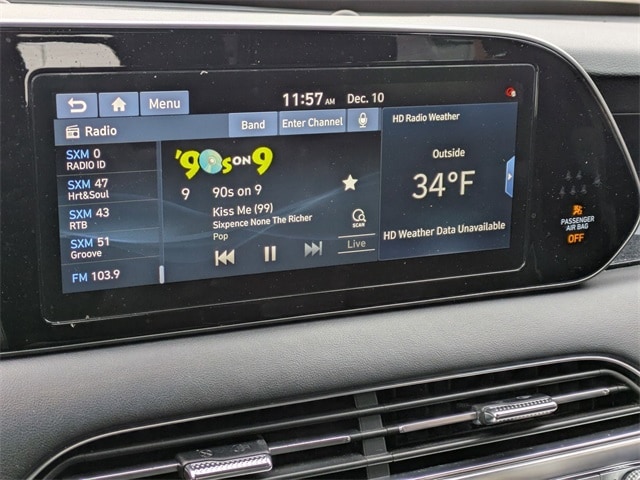 11:57 AM Dec. 10
Menu
Radio
Band
Enter Channel
SXM 0
RADIO ID
SXM 47
Hrt&Soul
SXM 43
RTB
SXM 51
Groove
FM 103.9
'90s ON 9
9 90s on 9
Kiss Me (99)
Sixpence None The Richer
Pop
SCAN
Live
HD Radio Weather
Outside
34°F
HD Weather Data Unavailable
PASSENGER
AIR BAG
OFF